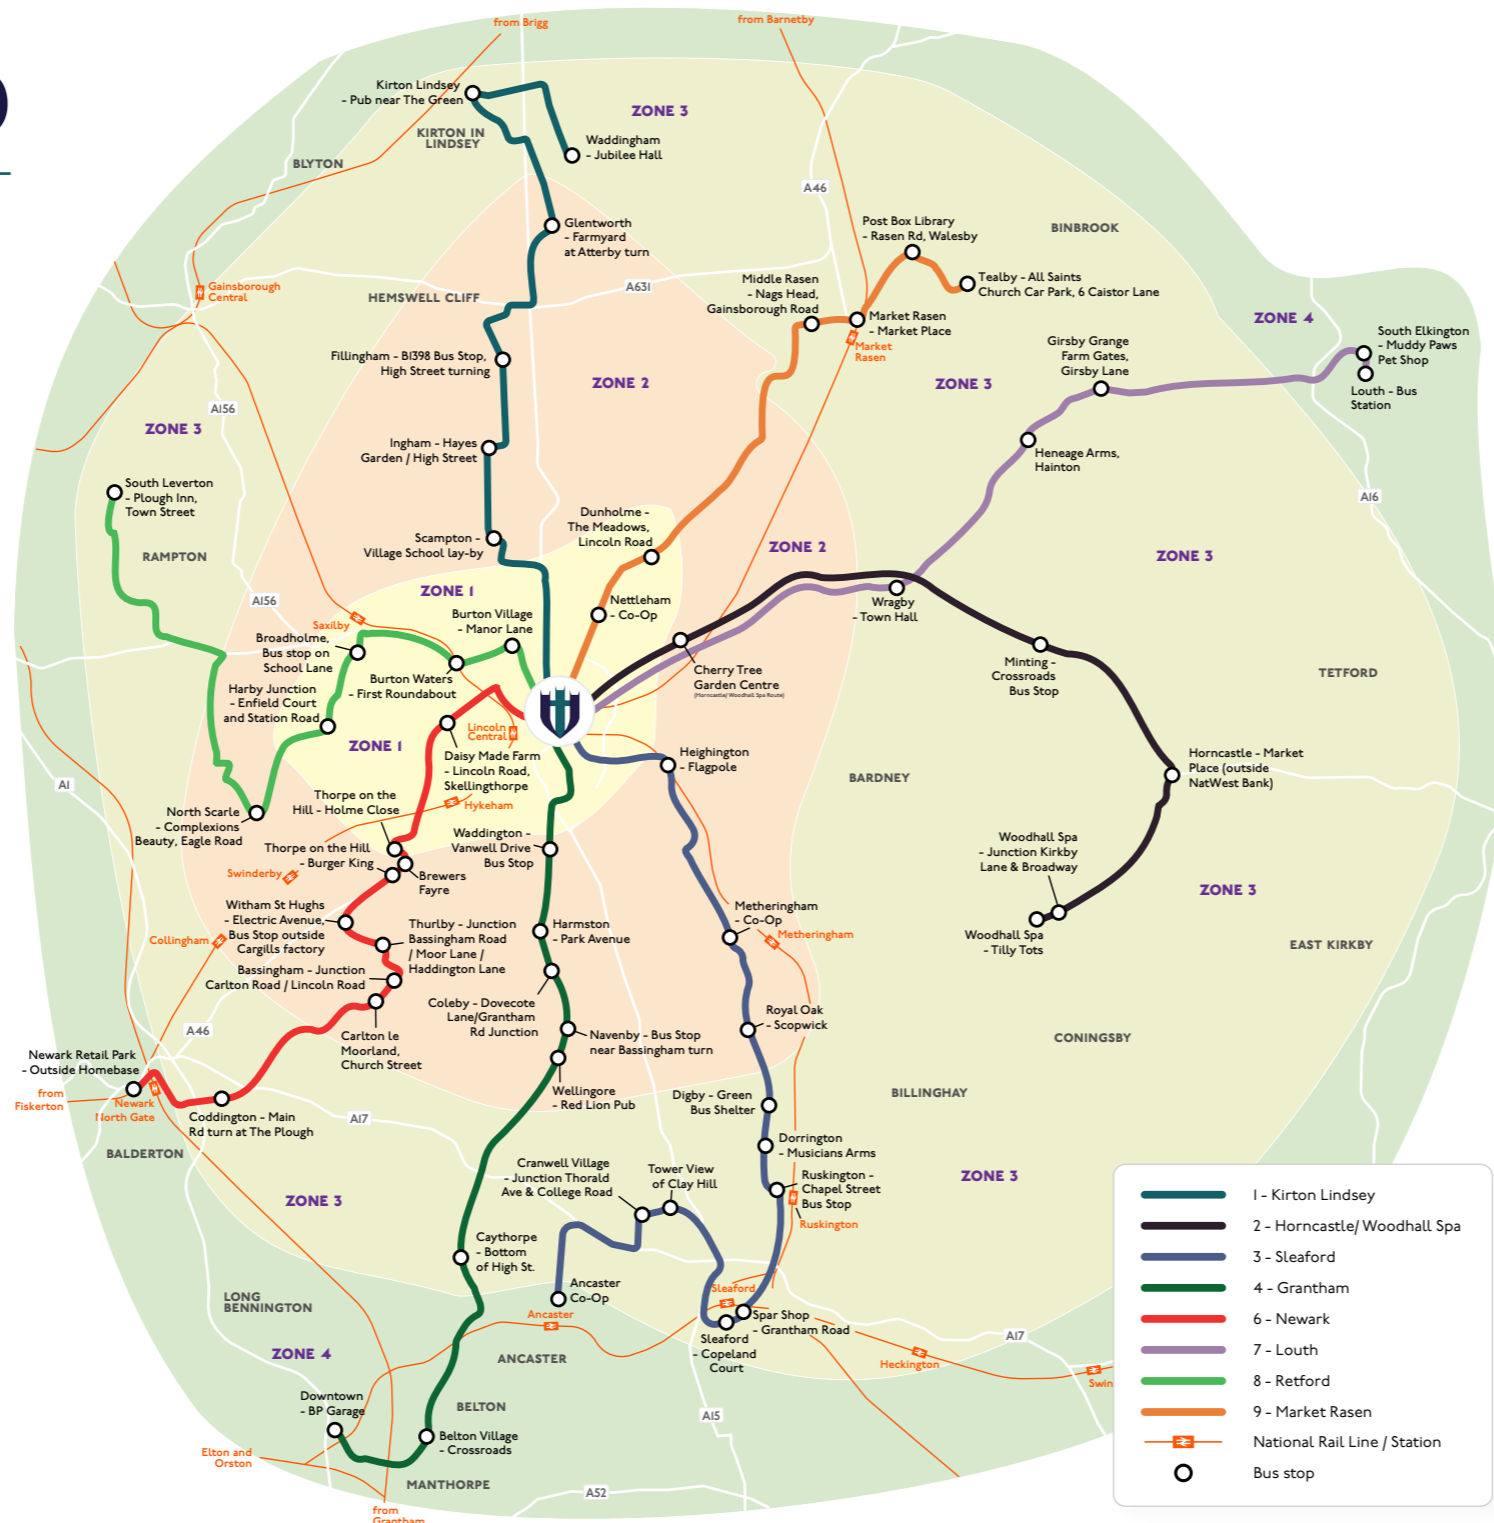 from Brigg
from Barnetby
Kirton Lindsey
- Pub near The Green
ZONE 3
KIRTON IN
LINDSEY
BLYTON
Waddingham
- Jubilee Hall
A46
Glentworth
- Farmyard
at Atterby turn
Post Box Library
- Rasen Rd, Walesby
BINBROOK
Gainsborough
Central
HEMSWELL CLIFF
A631
Middle Rasen
- Nags Head,
Gainsborough Road
Tealby - All Saints
Church Car Park, 6 Caistor Lane
Market Rasen
- Market Place
Market
Rasen
ZONE 4
South Elkington
- Muddy Paws
Pet Shop
Girsby Grange
Farm Gates,
Girsby Lane
Fillingham - B1398 Bus Stop,
High Street turning
ZONE 2
ZONE 3
Louth - Bus
Station
A156
ZONE 3
Ingham - Hayes
Garden / High Street
Heneage Arms,
Hainton
South Leverton
- Plough Inn,
Town Street
A16
Dunholme -
The Meadows,
Lincoln Road
Scampton -
Village School lay-by
RAMPTON
ZONE 2
ZONE 3
ZONE 1
A156
Nettleham
- Co-Op
Wragby
- Town Hall
Saxilby
Burton Village
- Manor Lane
Broadholme,
Bus stop on
School Lane
Burton Waters
- First Roundabout
Cherry Tree
Garden Centre
(Horncastle/ Woodhall Spa Route)
Minting -
Crossroads
Bus Stop
TETFORD
Harby Junction
- Enfield Court
and Station Road
Lincoln
Central
ZONE 1
Daisy Made Farm
- Lincoln Road,
Skellingthorpe
Heighington
- Flagpole
Horncastle - Market
Place (outside
NatWest Bank)
A1
BARDNEY
Thorpe on the
Hill - Holme Close
Hykeham
North Scarle
- Complexions
Beauty, Eagle Road
Waddington -
Vanwell Drive
Bus Stop
Thorpe on the Hill
- Burger King
Brewers
Fayre
Swinderby
Woodhall Spa
- Junction Kirkby
Lane & Broadway
ZONE 3
Witham St Hughs
- Electric Avenue,
Bus Stop outside
Cargills factory
Collingham
Thurlby - Junction
Bassingham Road
/ Moor Lane /
Haddington Lane
Harmston
- Park Avenue
Metheringham
- Co-Op
Metheringham
Woodhall Spa
- Tilly Tots
EAST KIRKBY
Bassingham - Junction
Carlton Road / Lincoln Road
Coleby - Dovecote
Lane/Grantham
Rd Junction
Royal Oak
- Scopwick
A46
Carlton le
Moorland,
Church Street
Navenby - Bus Stop
near Bassingham turn
CONINGSBY
Newark Retail Park
- Outside Homebase
from
Fiskerton
Newark
North Gate
Wellingore
- Red Lion Pub
Digby - Green
Bus Shelter
BILLINGHAY
Coddington - Main
Rd turn at The Plough
A17
Dorrington
- Musicians Arms
BALDERTON
Cranwell Village
- Junction Thorald
Ave & College Road
Tower View
of Clay Hill
Ruskington -
Chapel Street
Bus Stop
Ruskington
ZONE 3
ZONE 3
Caythorpe
- Bottom
of High St.
Ancaster
Co-Op
Ancaster
Sleaford
Spar Shop
- Grantham Road
Sleaford
- Copeland
Court
LONG
BENNINGTON
ZONE 4
ANCASTER
A17
Heckington
Swin
Downtown
- BP Garage
BELTON
A15
Belton Village
- Crossroads
Elton and
Orston
MANTHORPE
A52
from
Grantham
1 - Kirton Lindsey
2 - Horncastle/ Woodhall Spa
3 - Sleaford
4 - Grantham
6 - Newark
7 - Louth
8 - Retford
9 - Market Rasen
National Rail Line / Station
Bus stop